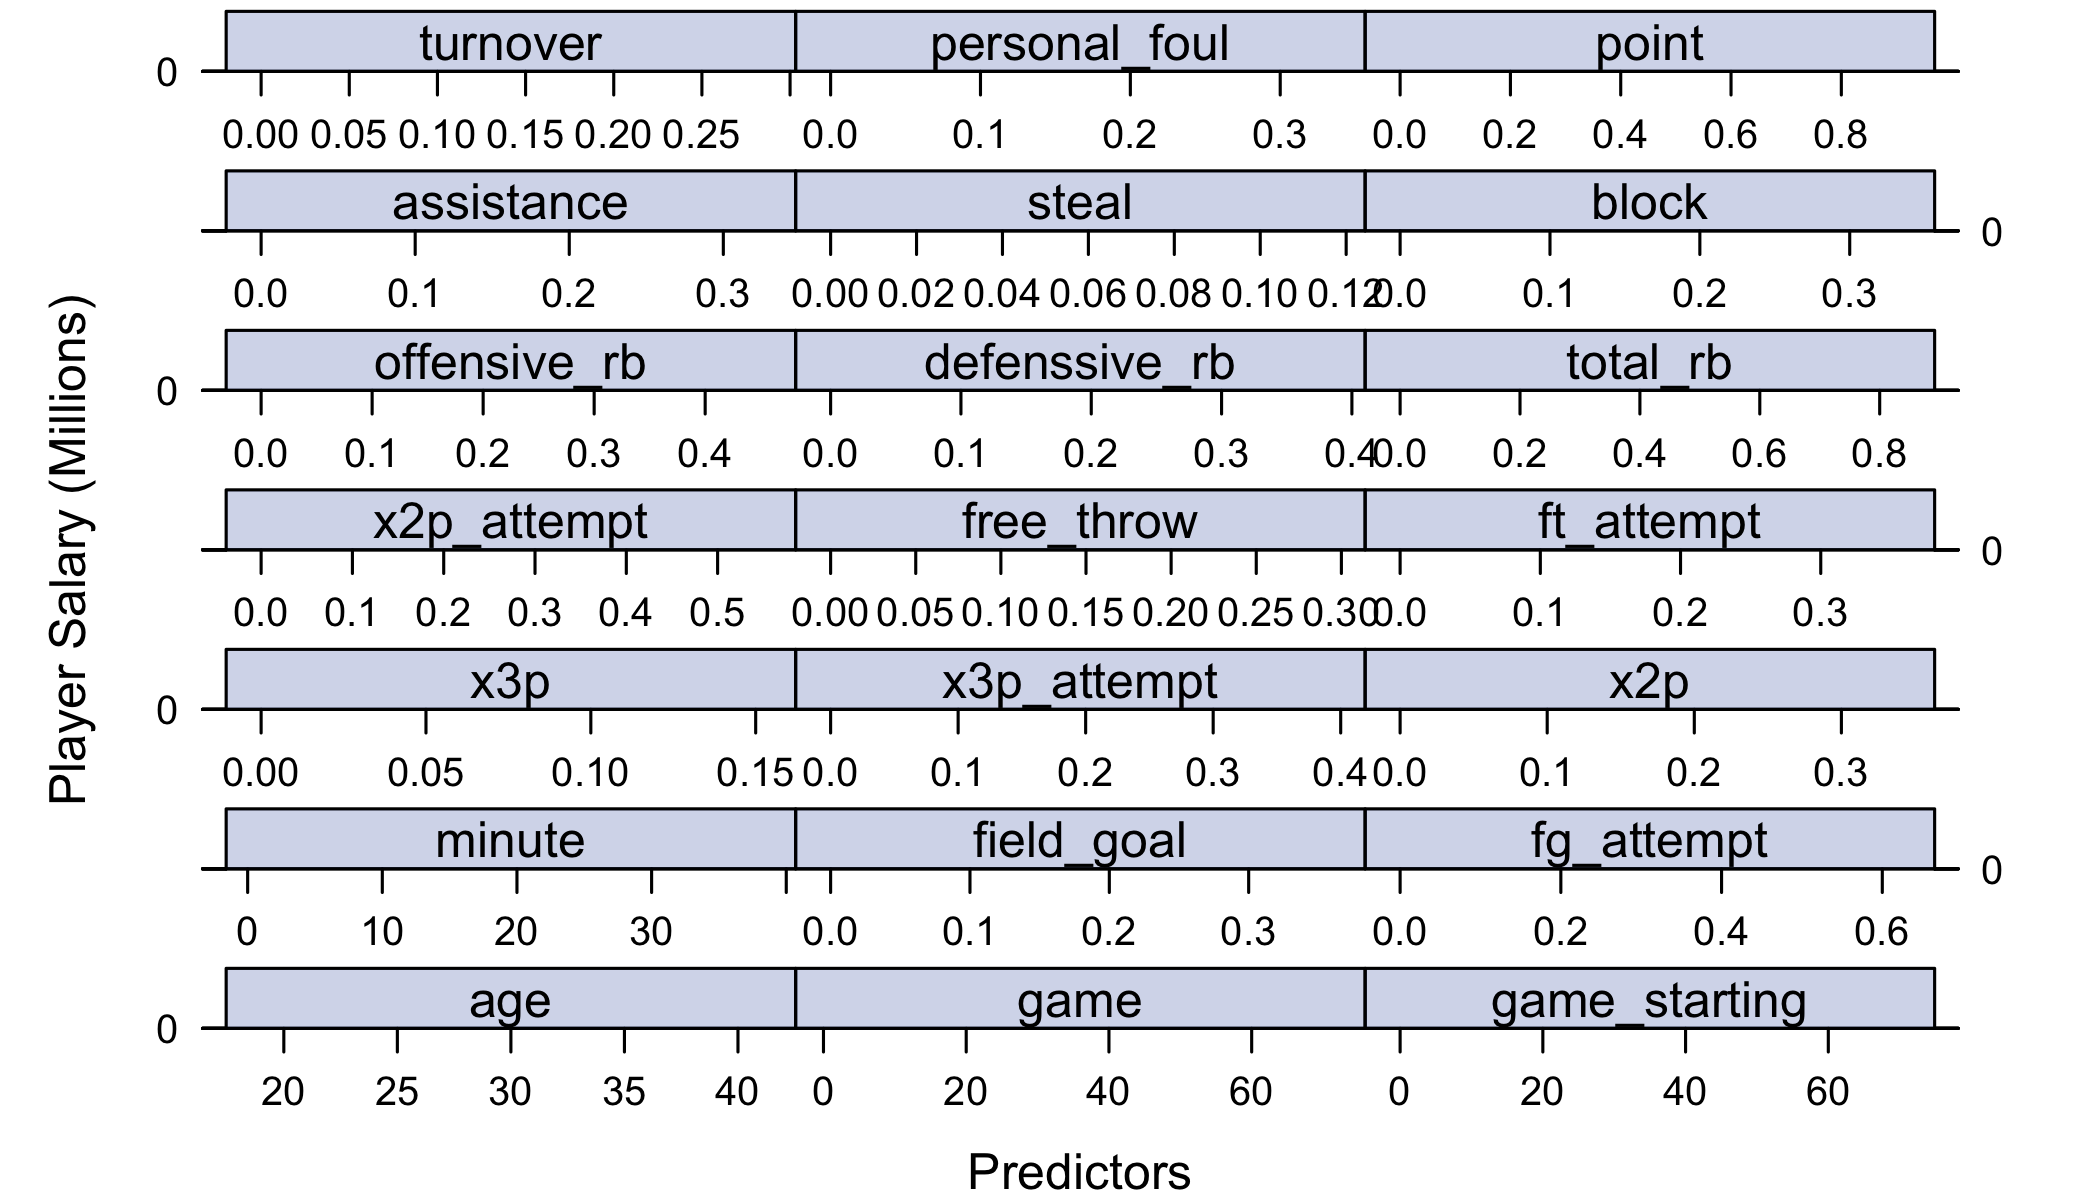 turnover personal_foul point
0
0.00 0.05 0.10 0.15 0.20 0.25 0.0 0.1 0.2 0.3 0.0 0.2 0.4 0.6 0.8
assistance steal block
0
0.0 0.1 0.2 0.3 0.00 0.02 0.04 0.06 0.08 0.10 0.12 0.0 0.1 0.2 0.3
offensive_rb defenssive_rb total_rb
0
0.0 0.1 0.2 0.3 0.4 0.0 0.1 0.2 0.3 0.4 0.0 0.2 0.4 0.6 0.8
x2p_attempt free_throw ft_attempt
0
0.0 0.1 0.2 0.3 0.4 0.5 0.00 0.05 0.10 0.15 0.20 0.25 0.30 0.0 0.1 0.2 0.3
x3p x3p_attempt x2p
0
0.00 0.05 0.10 0.15 0.0 0.1 0.2 0.3 0.4 0.0 0.1 0.2 0.3
minute field_goal fg_attempt
0
0 10 20 30 0.0 0.1 0.2 0.3 0.0 0.2 0.4 0.6
age game game_starting
0
20 25 30 35 40 0 20 40 60 0 20 40 60
Player Salary (Millions)
Predictors